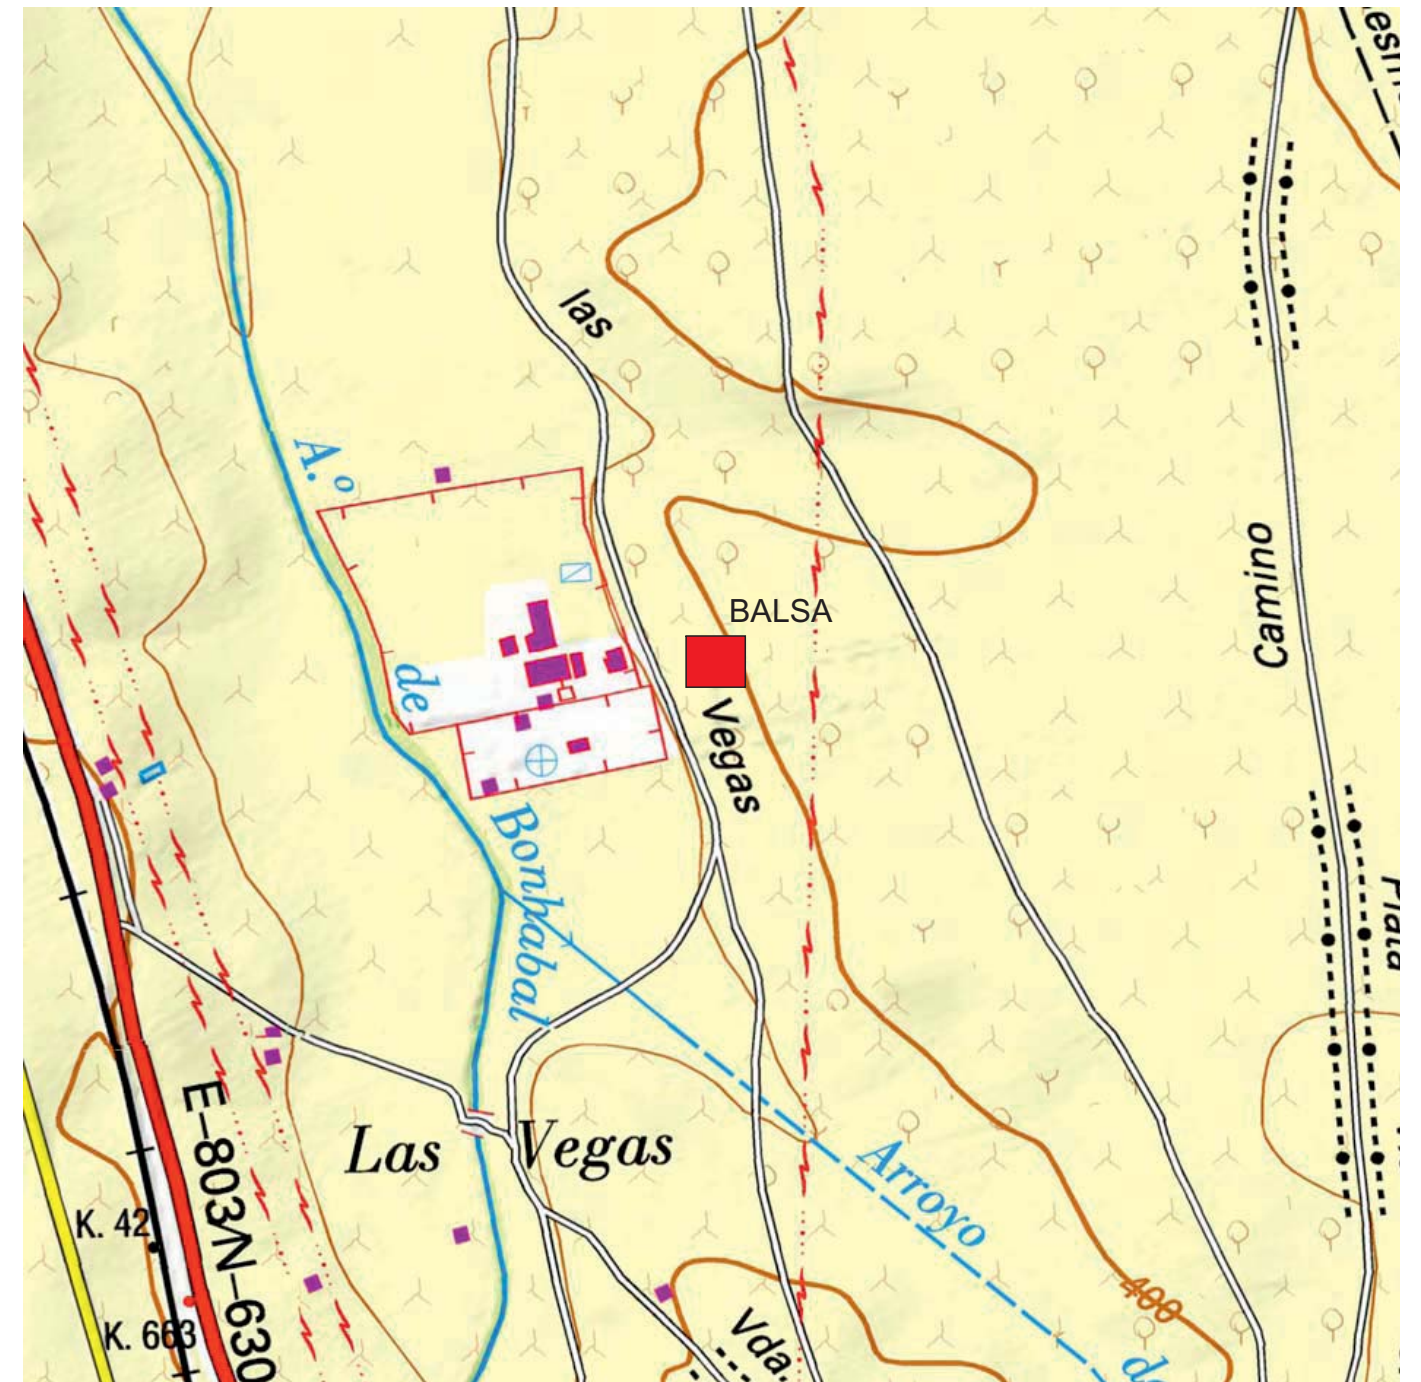 las
A.º
de
BALSA
Vegas
Camino
Bonhabal
Plata
E-803/N-630
Las Vegas
Arroyo
K. 42
K. 663
400
Vda.
de